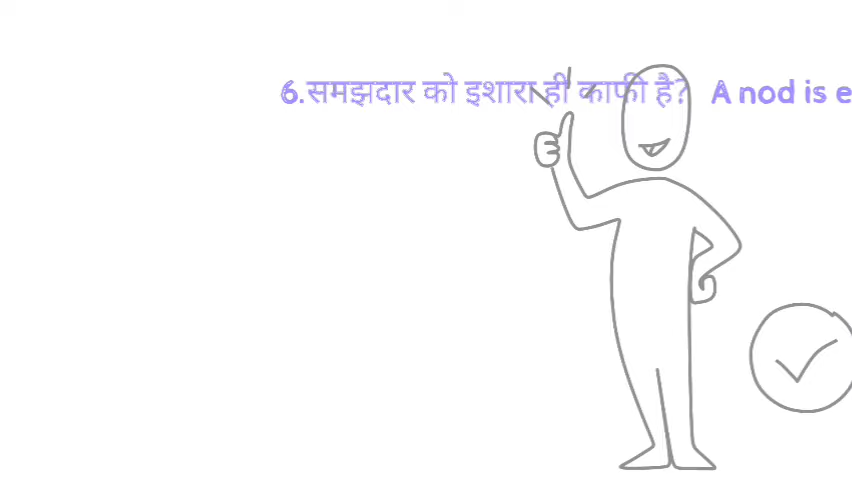 6.समझदार को इशारा ही काफी है? A nod is